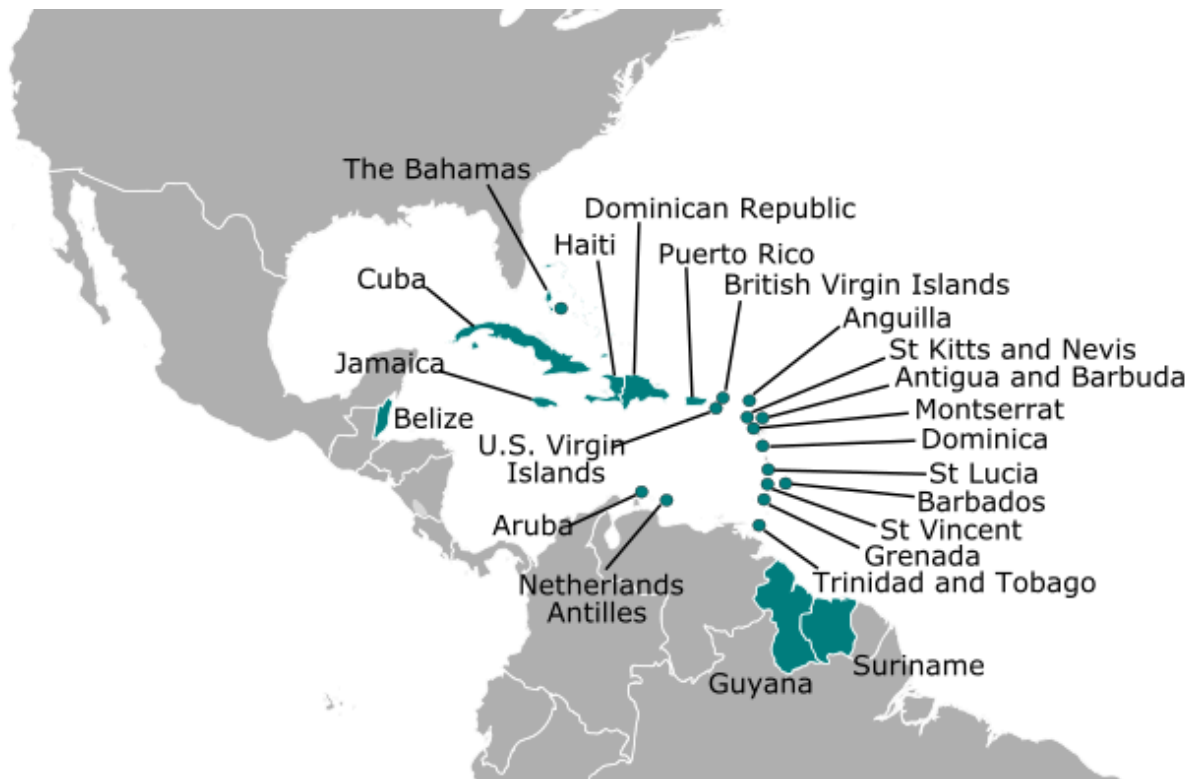 The Bahamas
Dominican Republic
Haiti
Puerto Rico
Cuba
British Virgin Islands
Anguilla
St Kitts and Nevis
Jamaica
Antigua and Barbuda
Montserrat
Belize
Dominica
U.S. Virgin
Islands
St Lucia
Barbados
Aruba
St Vincent
Grenada
Netherlands
Antilles
Trinidad and Tobago
Suriname
Guyana